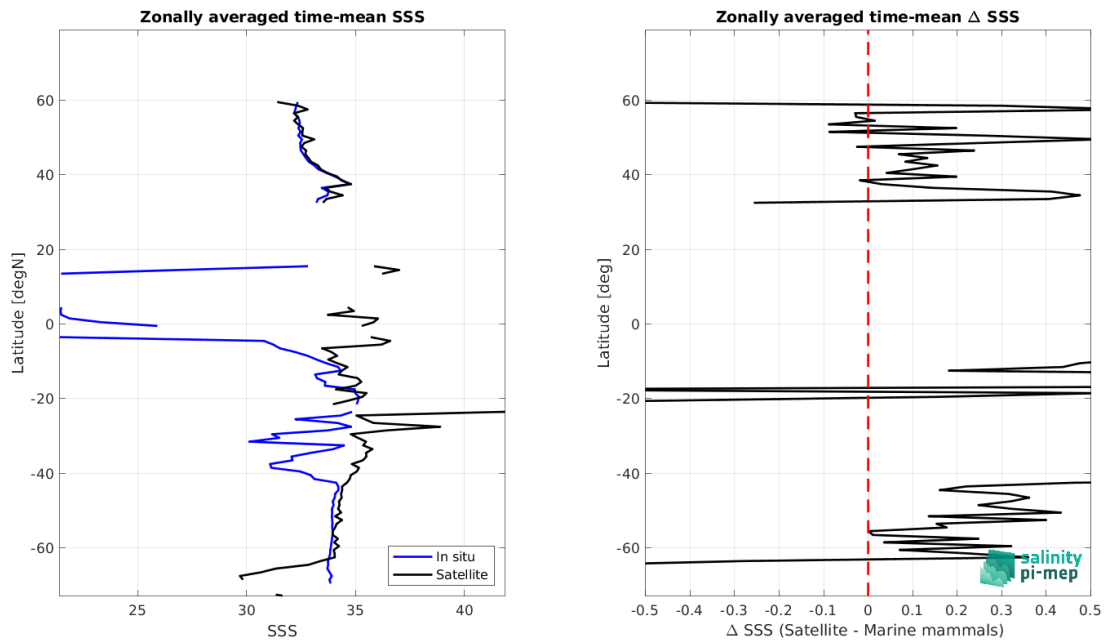 Zonally averaged time-mean SSS
Latitude [degN]
60
40
20
0
-20
-40
-60
25
30
35
40
SSS
In situ
Satellite
Zonally averaged time-mean Δ SSS
Latitude [deg]
60
40
20
0
-20
-40
-60
-0.5
-0.4
-0.3
-0.2
-0.1
0
0.1
0.2
0.3
0.4
0.5
Δ SSS (Satellite - Marine mammals)
salinity
pi-mep